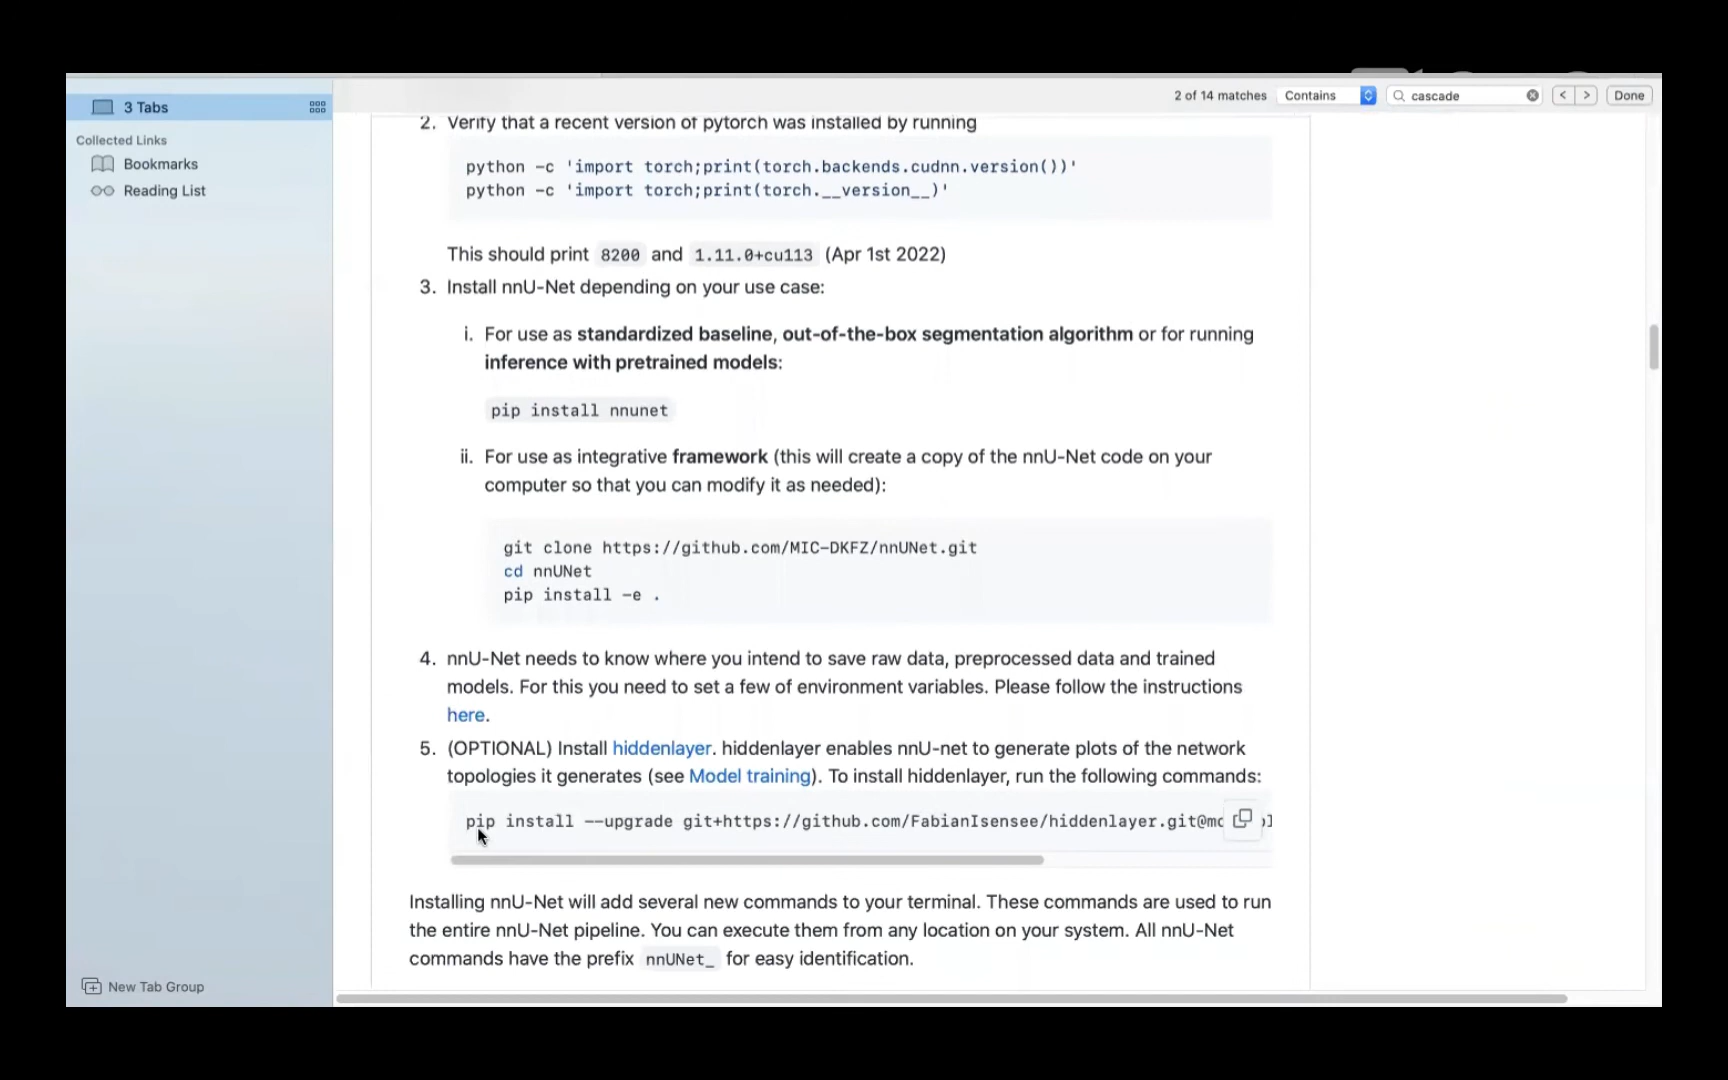 3 Tabs
Collected Links
Bookmarks
Reading List
New Tab Group
2 of 14 matches Contains cascade Done
2. Verify that a recent version of pytorch was installed by running
python -c 'import torch;print(torch.backends.cudnn.version())'
python -c 'import torch;print(torch.__version__)'
This should print 8200 and 1.11.0+cu113 (Apr 1st 2022)
3. Install nnU-Net depending on your use case:
i. For use as standardized baseline, out-of-the-box segmentation algorithm or for running
inference with pretrained models:
pip install nnunet
ii. For use as integrative framework (this will create a copy of the nnU-Net code on your
computer so that you can modify it as needed):
git clone https://github.com/MIC-DKFZ/nnUNet.git
cd nnUNet
pip install -e .
4. nnU-Net needs to know where you intend to save raw data, preprocessed data and trained
models. For this you need to set a few of environment variables. Please follow the instructions
here.
5. (OPTIONAL) Install hiddenlayer. hiddenlayer enables nnU-net to generate plots of the network
topologies it generates (see Model training). To install hiddenlayer, run the following commands:
pip install --upgrade git+https://github.com/FabianIsensee/hiddenlayer.git
Installing nnU-Net will add several new commands to your terminal. These commands are used to run
the entire nnU-Net pipeline. You can execute them from any location on your system. All nnU-Net
commands have the prefix nnUNet_ for easy identification.